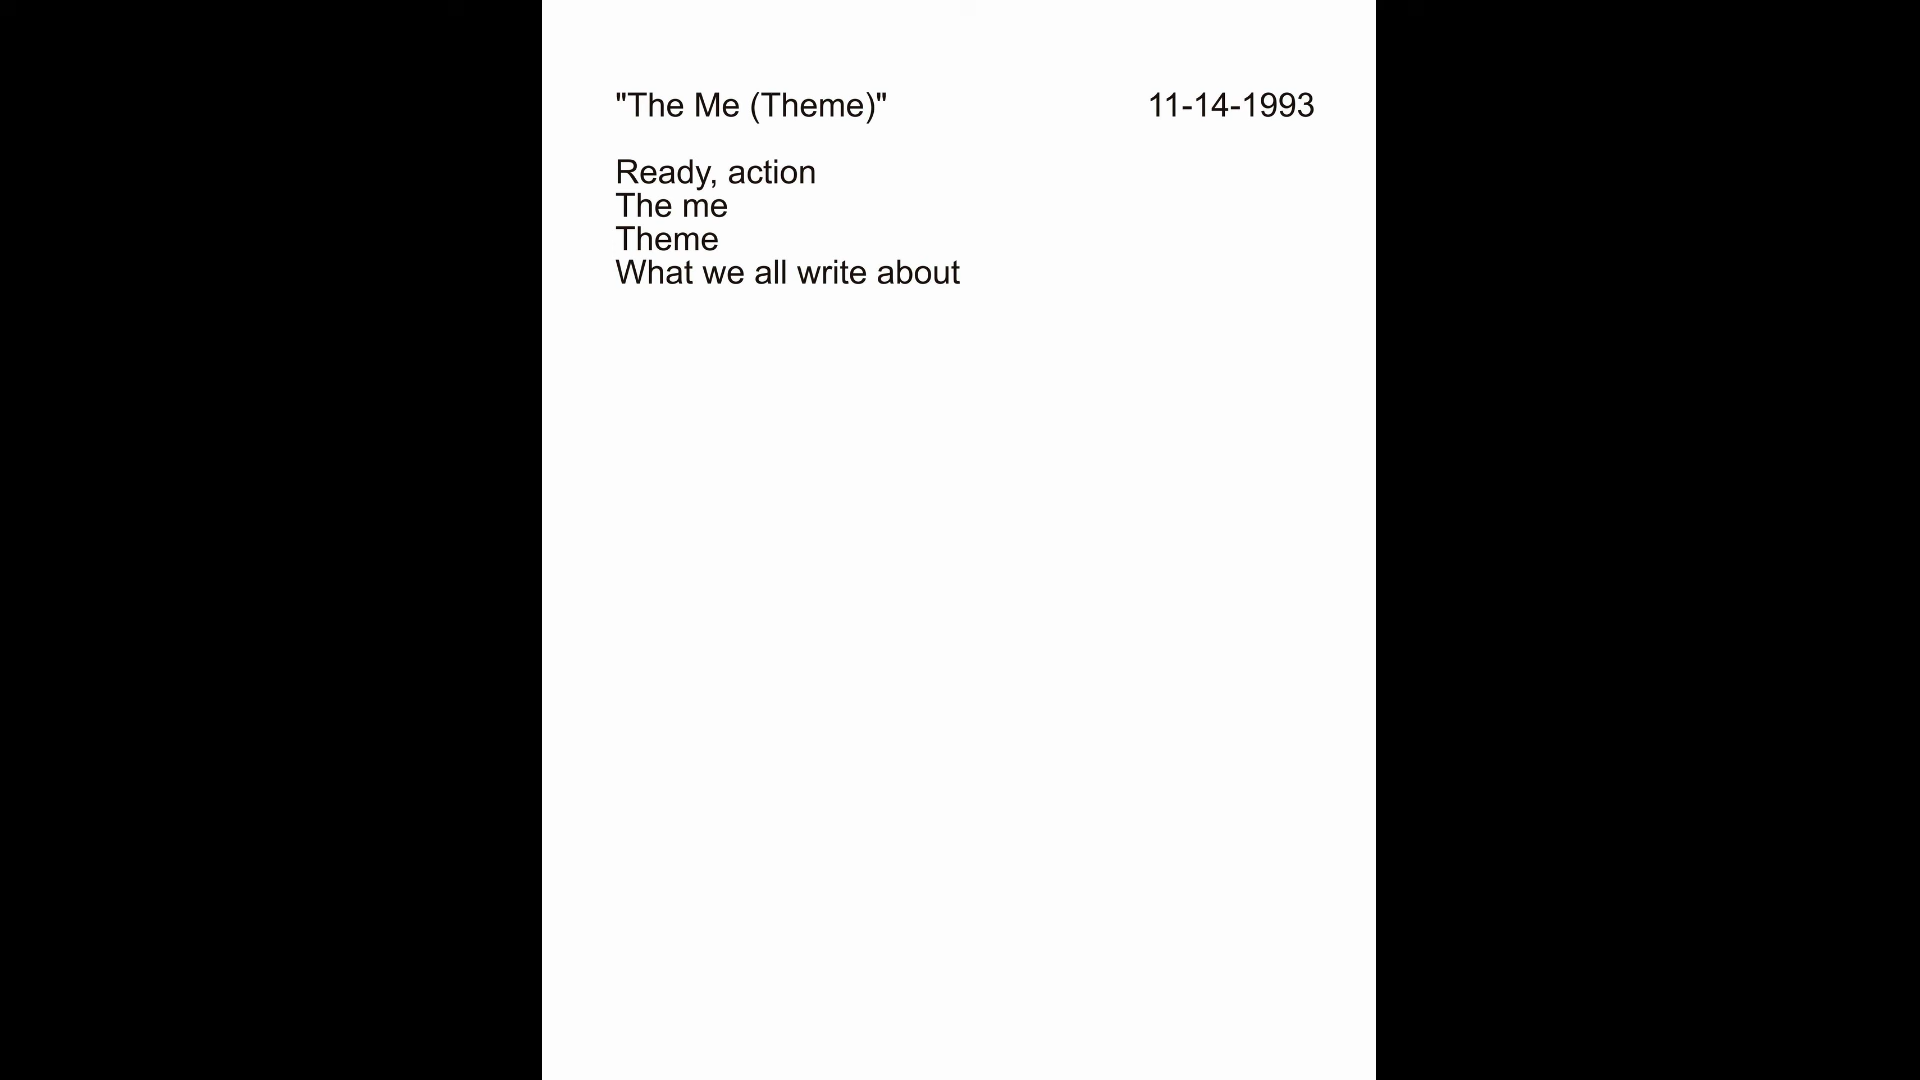 "The Me (Theme)" 11-14-1993
Ready, action
The me
Theme
What we all write about